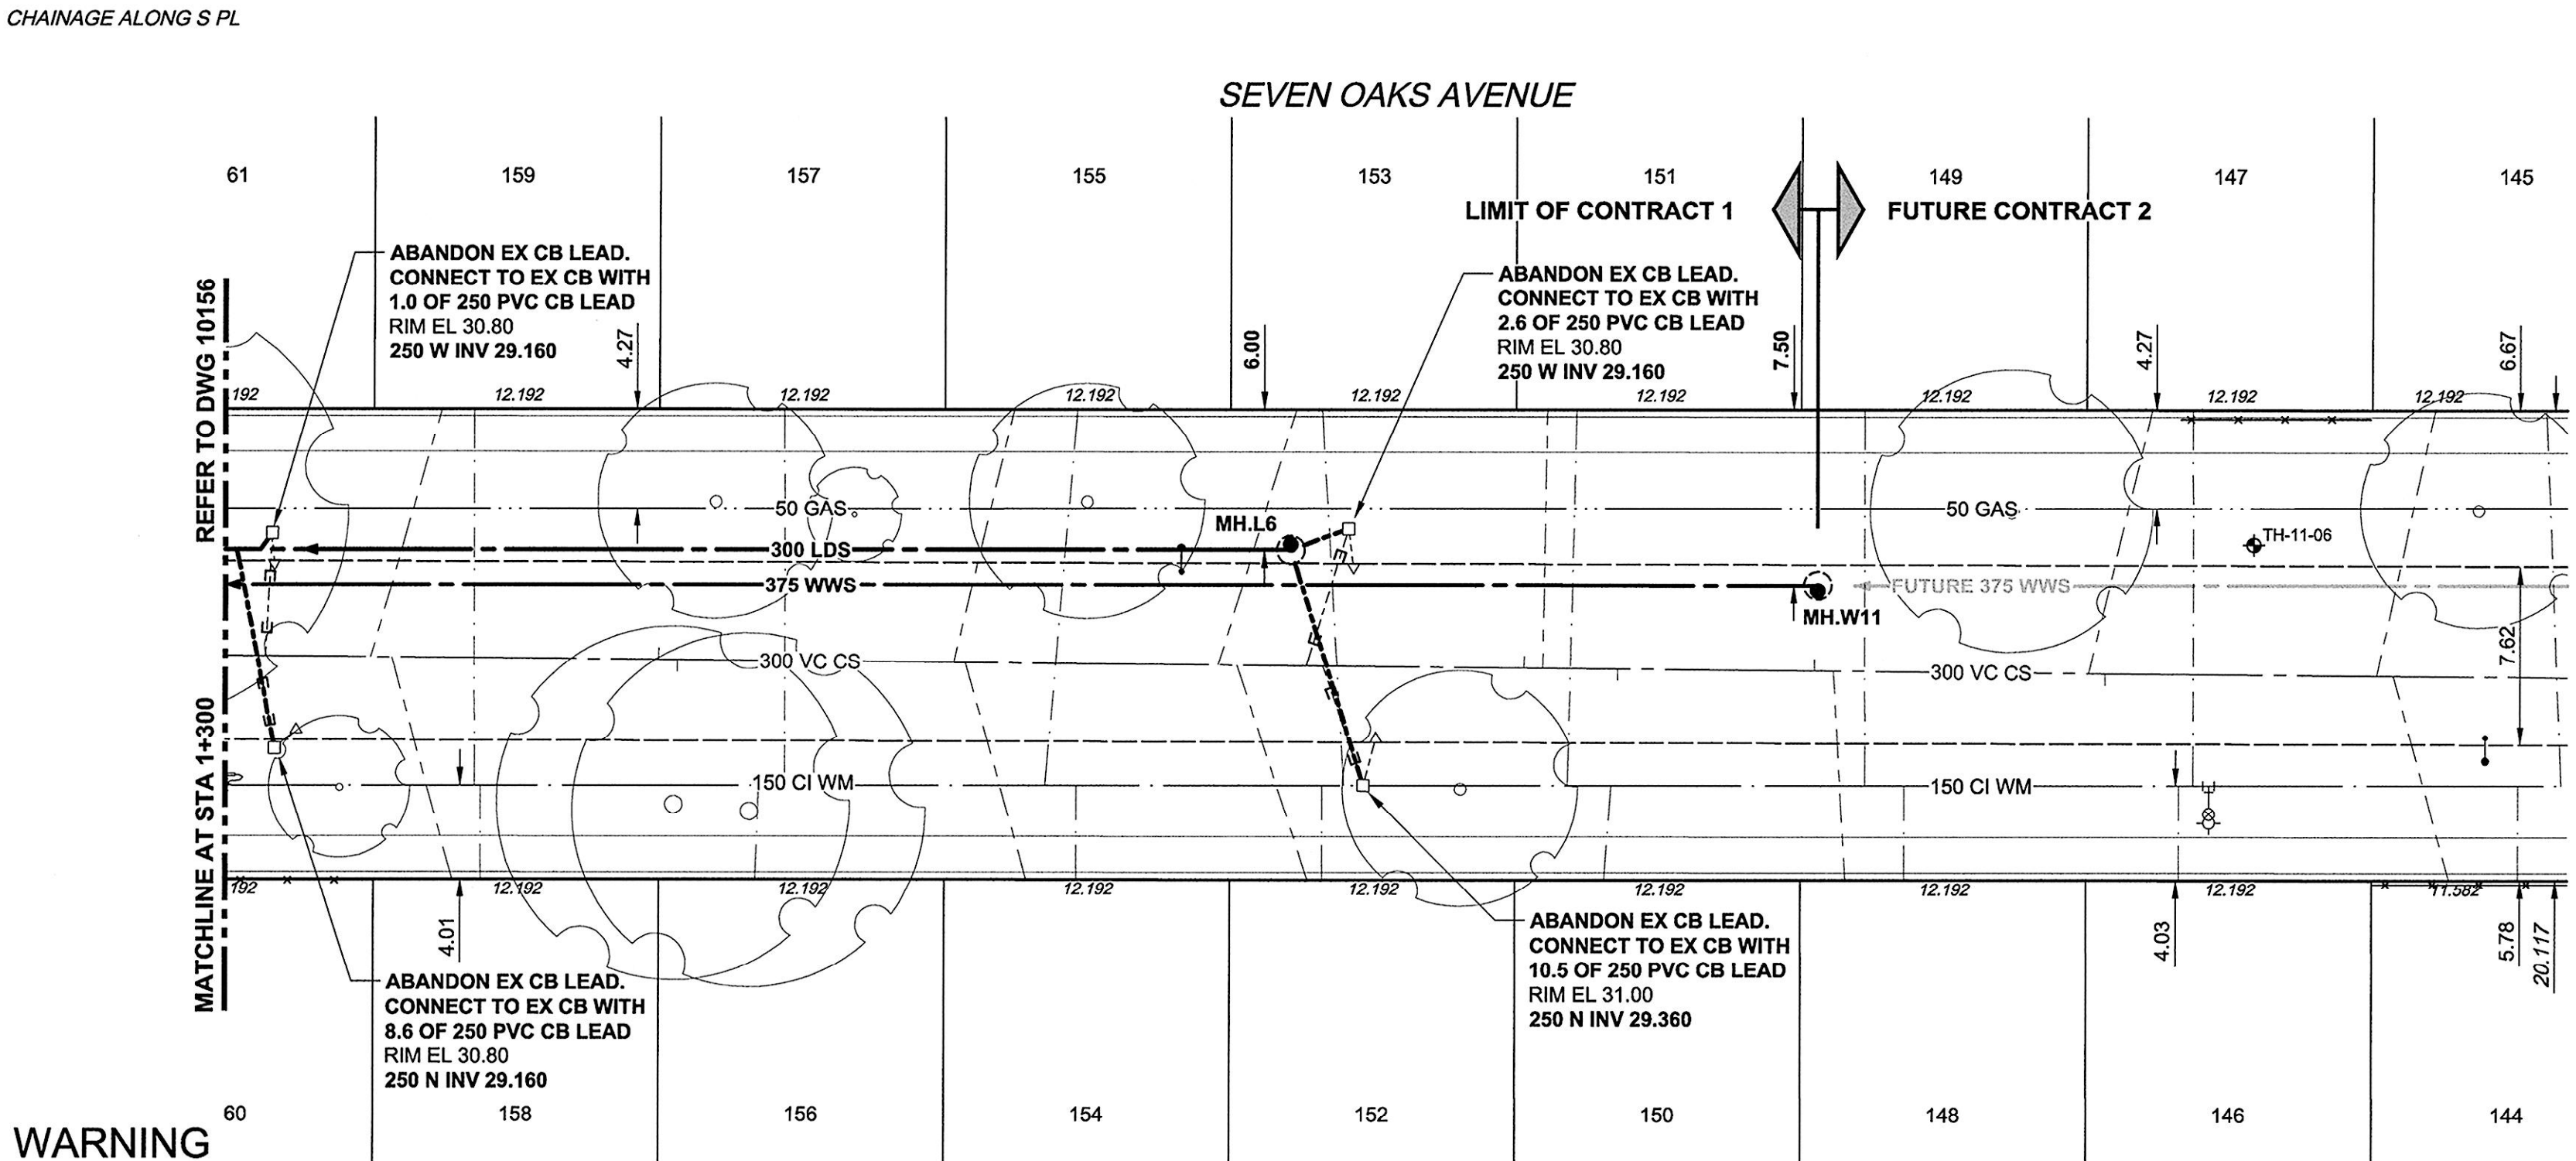 CHAINAGE ALONG S PL
SEVEN OAKS AVENUE
61
159
157
155
153
151
149
147
145
LIMIT OF CONTRACT 1
FUTURE CONTRACT 2
ABANDON EX CB LEAD.
CONNECT TO EX CB WITH
1.0 OF 250 PVC CB LEAD
RIM EL 30.80
250 W INV 29.160
ABANDON EX CB LEAD.
CONNECT TO EX CB WITH
2.6 OF 250 PVC CB LEAD
RIM EL 30.80
250 W INV 29.160
REFER TO DWG 10156
MATCHLINE AT STA 1+300
4.27
6.00
7.50
4.27
6.67
192
12.192
12.192
12.192
12.192
12.192
12.192
12.192
12.192
50 GAS
50 GAS
MH.L6
TH-11-06
300 LDS
375 WWS
FUTURE 375 WWS
MH.W11
7.62
300 VC CS
300 VC CS
150 CI WM
150 CI WM
192
12.192
12.192
12.192
12.192
12.192
12.192
12.192
11.582
4.01
4.03
5.78
20.117
ABANDON EX CB LEAD.
CONNECT TO EX CB WITH
10.5 OF 250 PVC CB LEAD
RIM EL 31.00
250 N INV 29.360
ABANDON EX CB LEAD.
CONNECT TO EX CB WITH
8.6 OF 250 PVC CB LEAD
RIM EL 30.80
250 N INV 29.160
60
158
156
154
152
150
148
146
144
WARNING